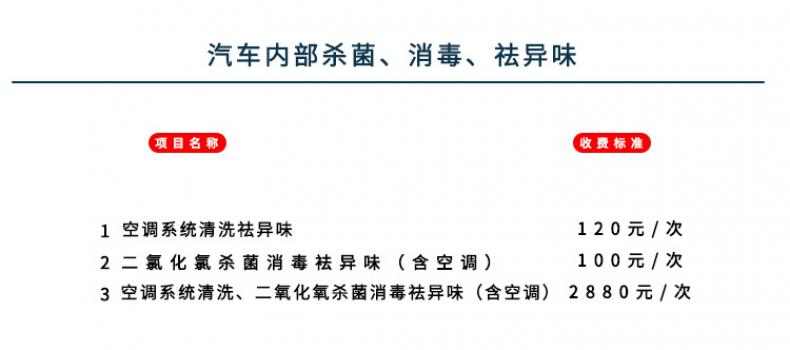 汽车内部杀菌、消毒、祛异味
项目名称 收费标准
1 空调系统清洗祛异味 120元/次
2 二氯化氯杀菌消毒祛异味（含空调） 100元/次
3 空调系统清洗、二氧化氧杀菌消毒祛异味（含空调） 2880元/次